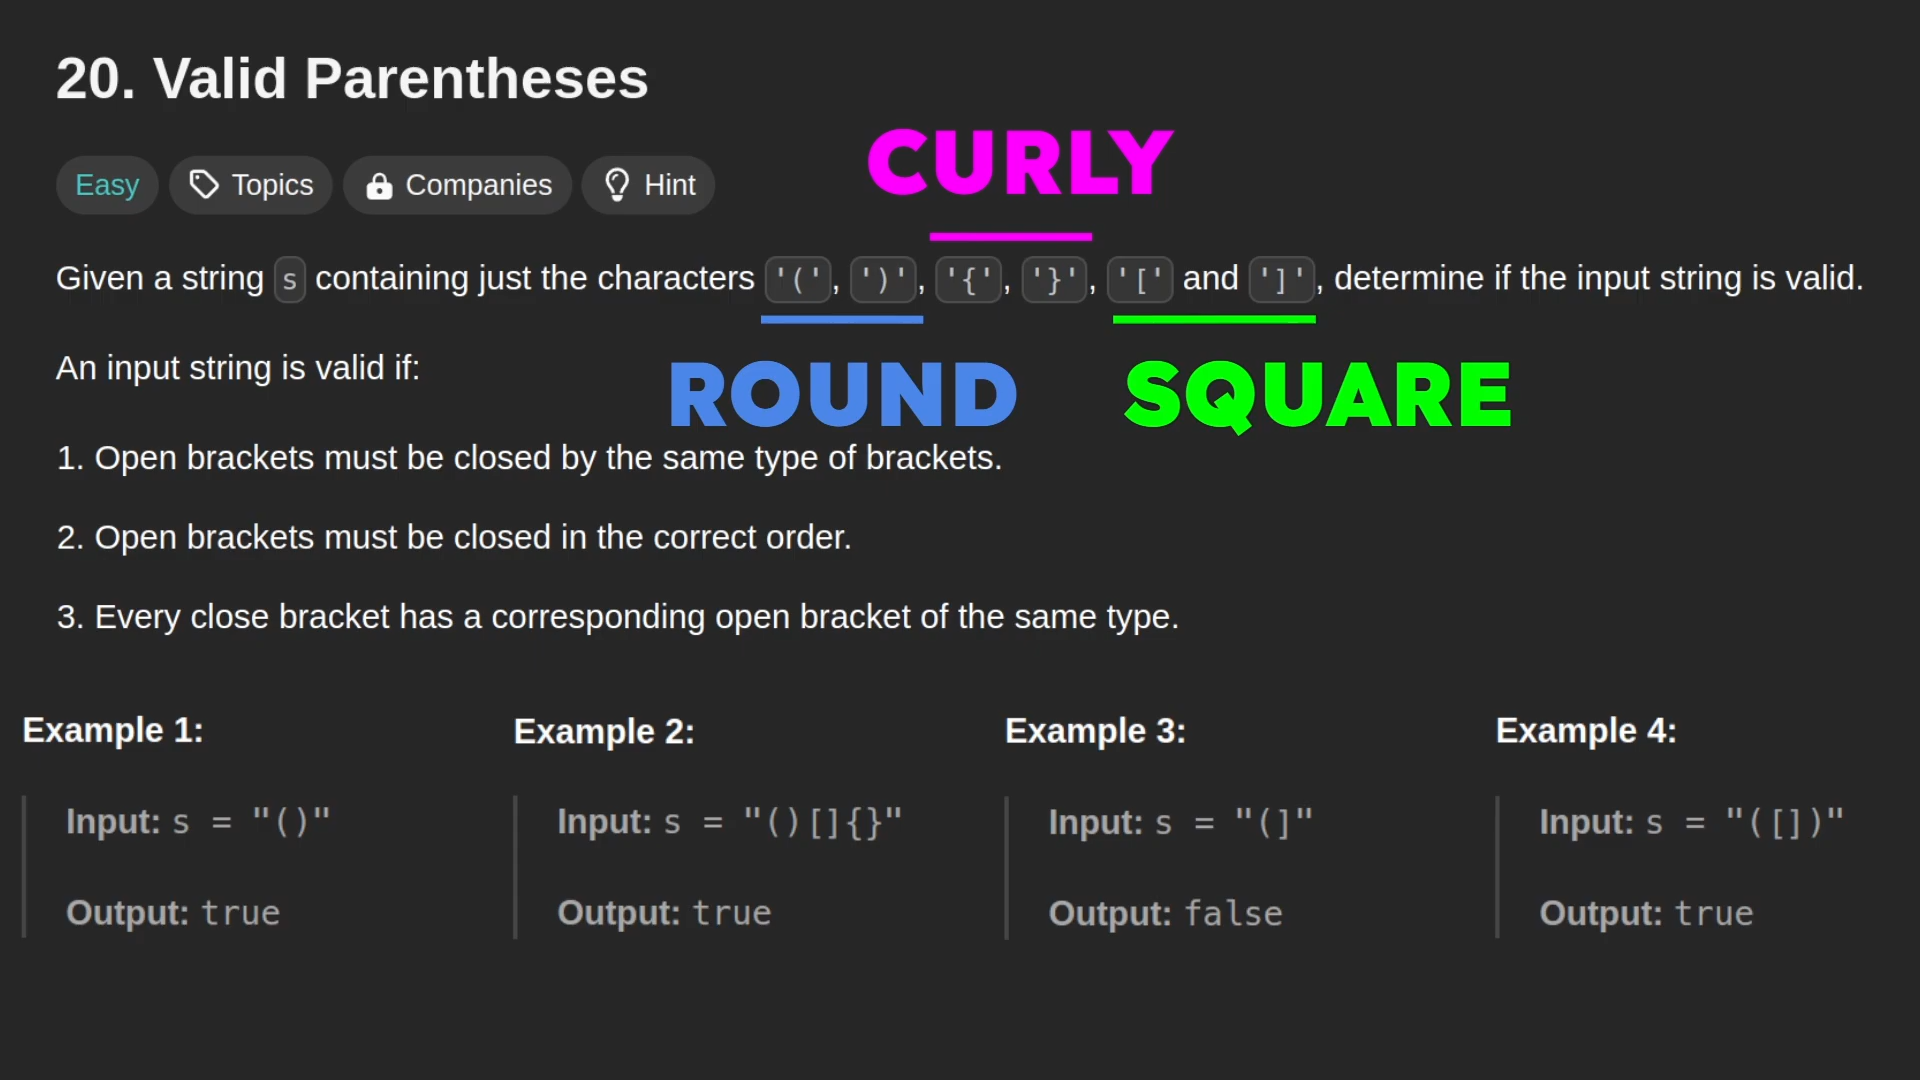 20. Valid Parentheses
CURLY
Easy Topics Companies Hint
Given a string s containing just the characters '(', ')', '{', '}', '[' and ']', determine if the input string is valid.
An input string is valid if:
ROUND SQUARE
1. Open brackets must be closed by the same type of brackets.
2. Open brackets must be closed in the correct order.
3. Every close bracket has a corresponding open bracket of the same type.
Example 1:
Input: s = "()"
Output: true
Example 2:
Input: s = "()[]{}"
Output: true
Example 3:
Input: s = "(]"
Output: false
Example 4:
Input: s = "([])"
Output: true